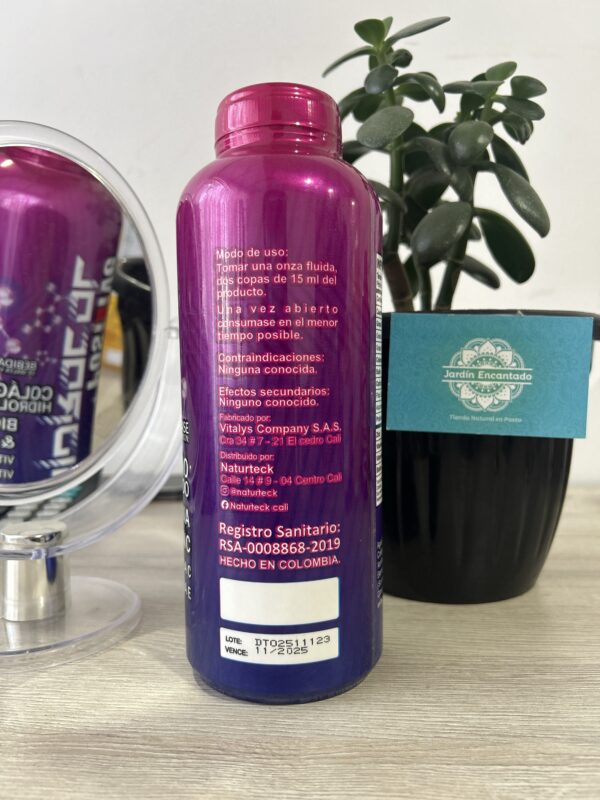 Modo de uso:
Tomar una onza fluida,
dos copas de 15 ml del
producto.
Una vez abierto
consumase en el menor
tiempo posible.
Contraindicaciones:
Ninguna conocida.
Efectos secundarios:
Ninguno conocido.
Fabricado por:
Vitalys Company S.A.S.
Cra 34 # 7 - 21 El cedro Cali
Distribuido por:
Naturteck
Calle 14 # 9 - 04 Centro Cali
@naturteck
Naturteck cali
Registro Sanitario:
RSA-0008868-2019
HECHO EN COLOMBIA.
LOTE: DT02511123
VENCE: 11/2025
Jardín Encantado
Tienda Natural en Pasto